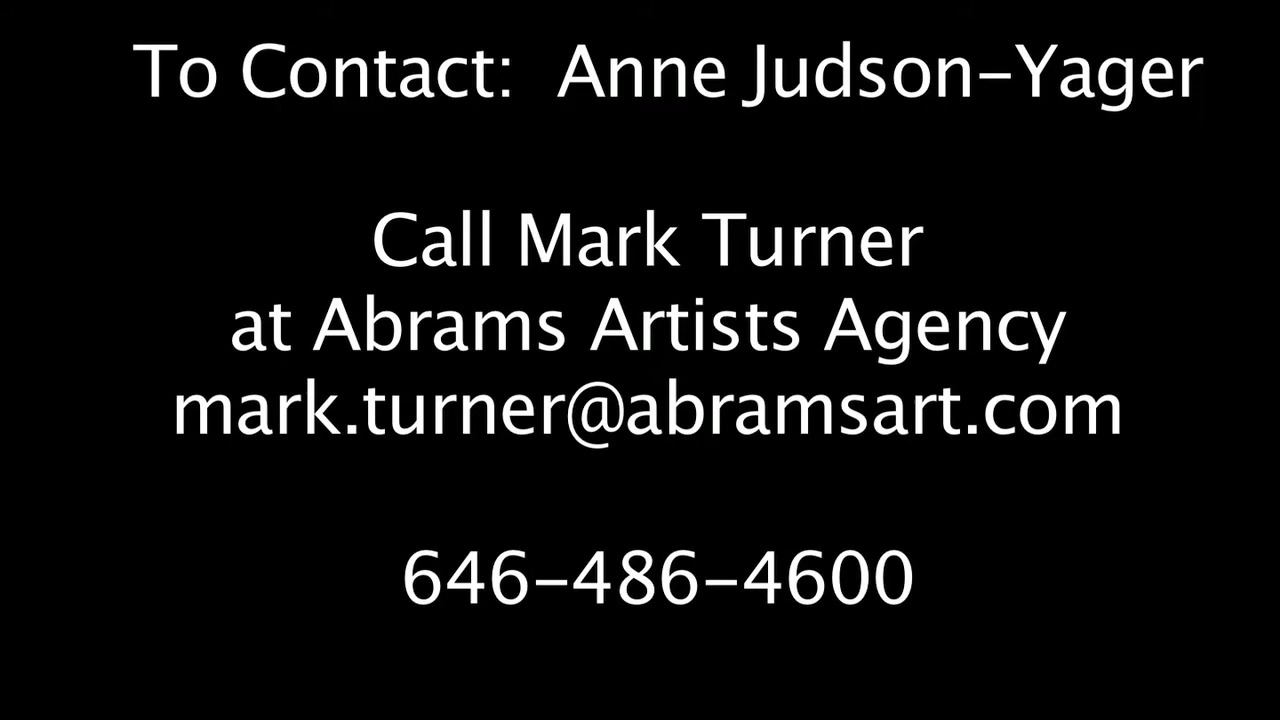 To Contact:  Anne Judson-Yager
Call Mark Turner
at Abrams Artists Agency
mark.turner@abramsart.com
646-486-4600